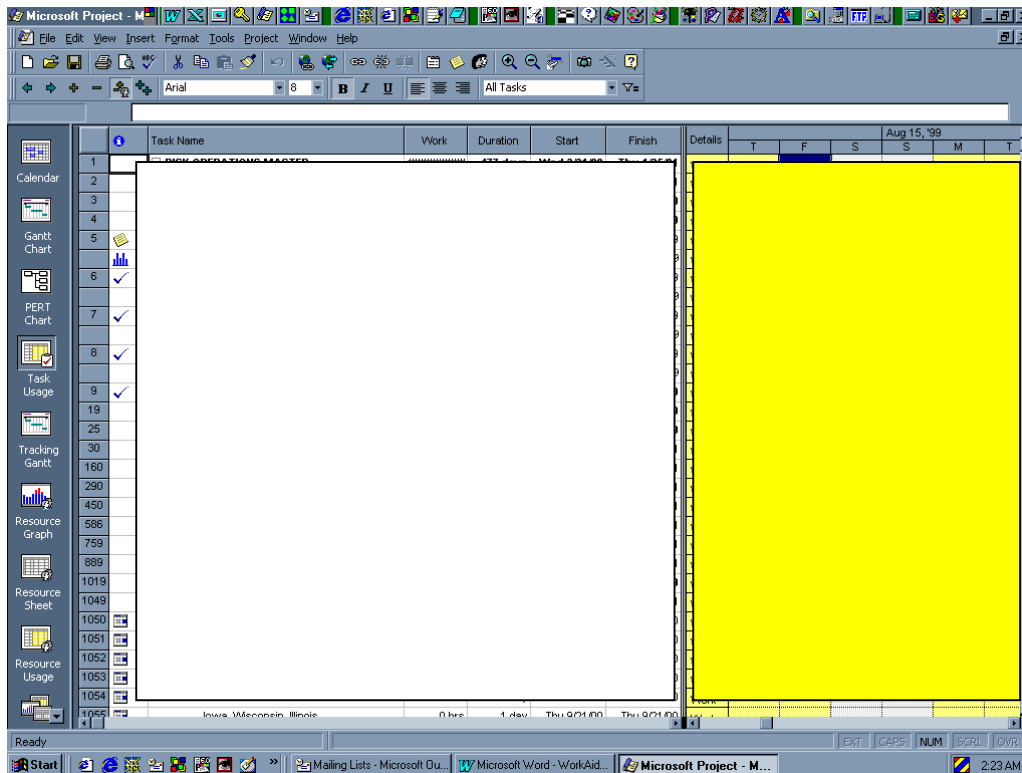 Microsoft Project - M
FTP
File Edit View Insert Format Tools Project Window Help
Arial 8 B I U All Tasks
Task Name Work Duration Start Finish Details Aug 15, '99
T F S S M T
1
Calendar
2
3
4
Gantt Chart
5
6
PERT Chart
7
8
Task Usage
9
19
25
Tracking Gantt
30
160
290
450
Resource Graph
586
759
889
Resource Sheet
1019
1049
1050
1051
Resource Usage
1052
1053
1054
1055 Iowa, Wisconsin, Illinois 0 hrs 1 day Thu 9/21/00 Thu 9/21/00
Ready EXT CAPS NUM SCRL OVR
Start Mailing Lists - Microsoft Ou... Microsoft Word - WorkAid... Microsoft Project - M... 2:23 AM